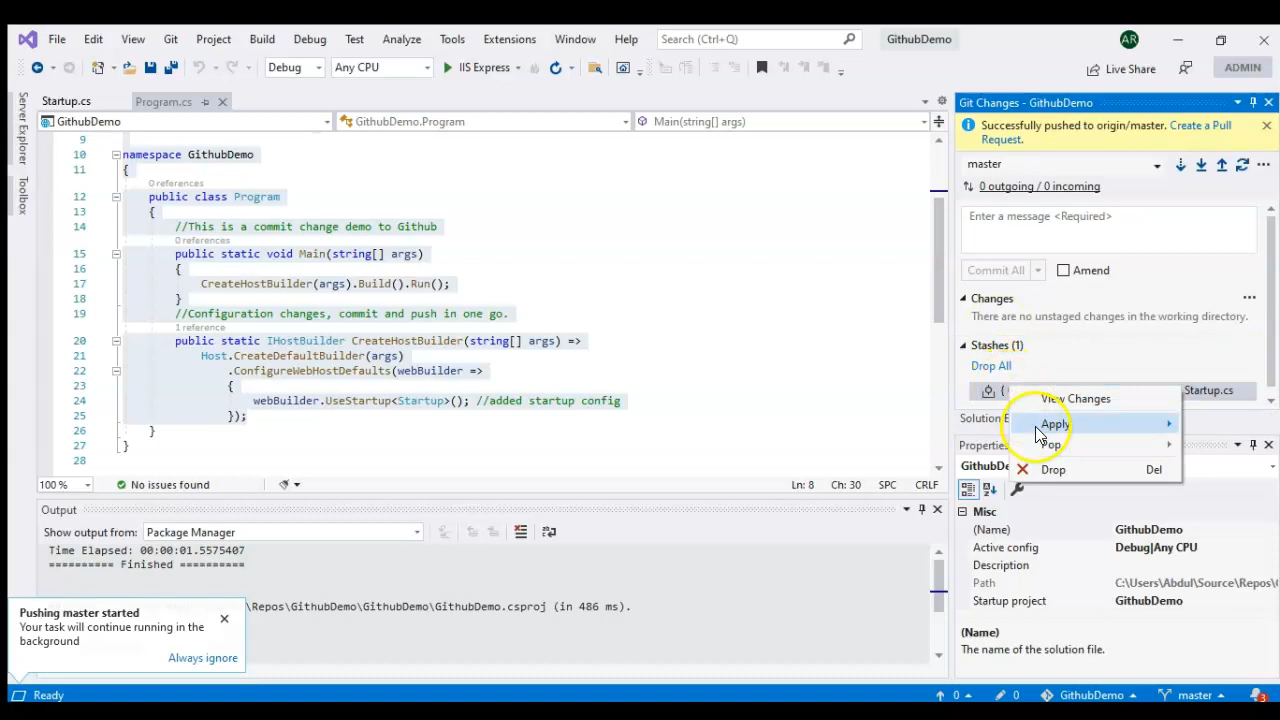 File Edit View Git Project Build Debug Test Analyze Tools Extensions Window Help Search (Ctrl+Q) GithubDemo AR
Debug Any CPU IIS Express Live Share ADMIN
Server Explorer
Toolbox
Startup.cs Program.cs
GithubDemo GithubDemo.Program Main(string[] args)
9
10 namespace GithubDemo
11 {
0 references
12 public class Program
13 {
14 //This is a commit change demo to Github
0 references
15 public static void Main(string[] args)
16 {
17 CreateHostBuilder(args).Build().Run();
18 }
19 //Configuration changes, commit and push in one go.
1 reference
20 public static IHostBuilder CreateHostBuilder(string[] args) =>
21 Host.CreateDefaultBuilder(args)
22 .ConfigureWebHostDefaults(webBuilder =>
23 {
24 webBuilder.UseStartup<Startup>(); //added startup config
25 });
26 }
27 }
28
100 % No issues found Ln: 8 Ch: 30 SPC CRLF
Output
Show output from: Package Manager
Time Elapsed: 00:00:01.5575407
========== Finished ==========
Repos\GithubDemo\GithubDemo\GithubDemo.csproj (in 486 ms).
Pushing master started
Your task will continue running in the
background
Always ignore
Git Changes - GithubDemo
Successfully pushed to origin/master. Create a Pull
Request.
master
0 outgoing / 0 incoming
Enter a message <Required>
Commit All Amend
Changes
There are no unstaged changes in the working directory.
Stashes (1)
Drop All
{ Startup.cs
View Changes
Apply
Pop
Drop Del
Solution E
Properties
GithubDe
Misc
(Name) GithubDemo
Active config Debug|Any CPU
Description
Path C:\Users\Abdul\Source\Repos\
Startup project GithubDemo
(Name)
The name of the solution file.
Ready 0 0 GithubDemo master 3